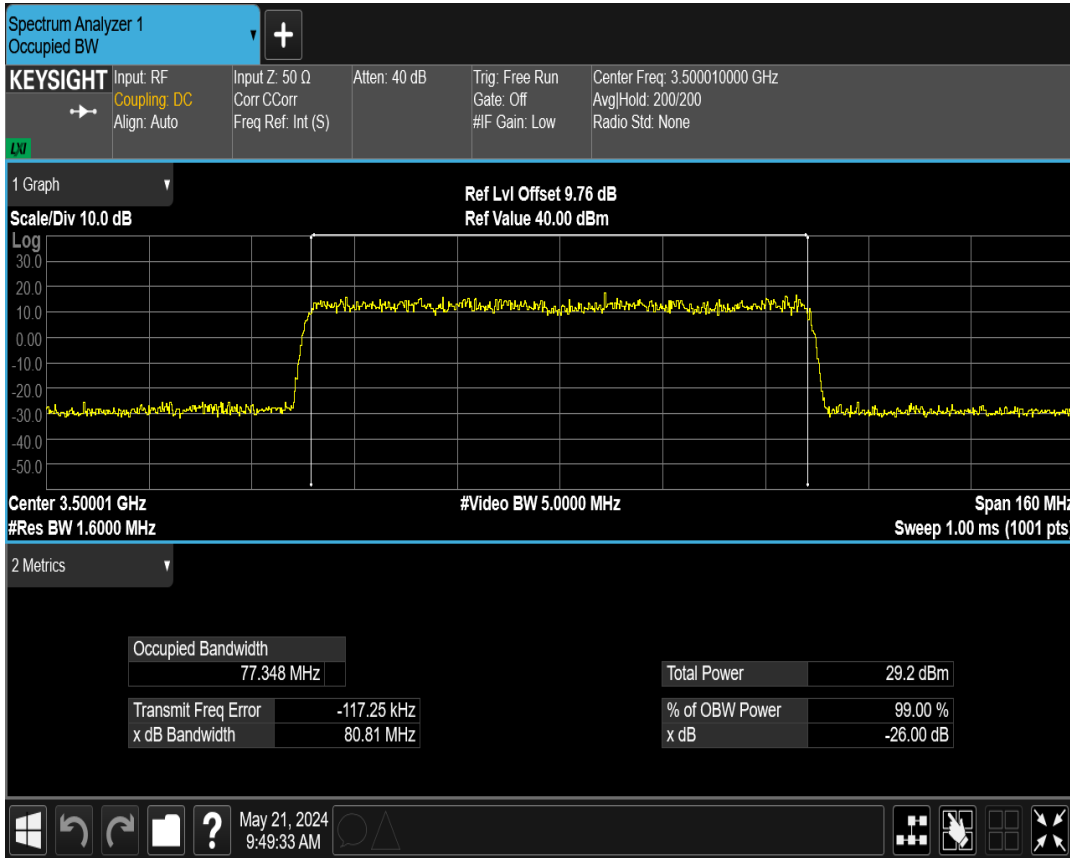 Spectrum Analyzer 1
Occupied BW
KEYSIGHT
LXI
Input: RF
Coupling: DC
Align: Auto
Input Z: 50 Ω
Corr CCorr
Freq Ref: Int (S)
Atten: 40 dB
Trig: Free Run
Gate: Off
#IF Gain: Low
Center Freq: 3.500010000 GHz
Avg|Hold: 200/200
Radio Std: None
1 Graph
Scale/Div 10.0 dB
Ref Lvl Offset 9.76 dB
Ref Value 40.00 dBm
Log
30.0
20.0
10.0
0.00
-10.0
-20.0
-30.0
-40.0
-50.0
Center 3.50001 GHz
#Video BW 5.0000 MHz
Span 160 MHz
#Res BW 1.6000 MHz
Sweep 1.00 ms (1001 pts)
2 Metrics
Occupied Bandwidth
77.348 MHz
Total Power 29.2 dBm
Transmit Freq Error -117.25 kHz
% of OBW Power 99.00 %
x dB Bandwidth 80.81 MHz
x dB -26.00 dB
?
May 21, 2024
9:49:33 AM